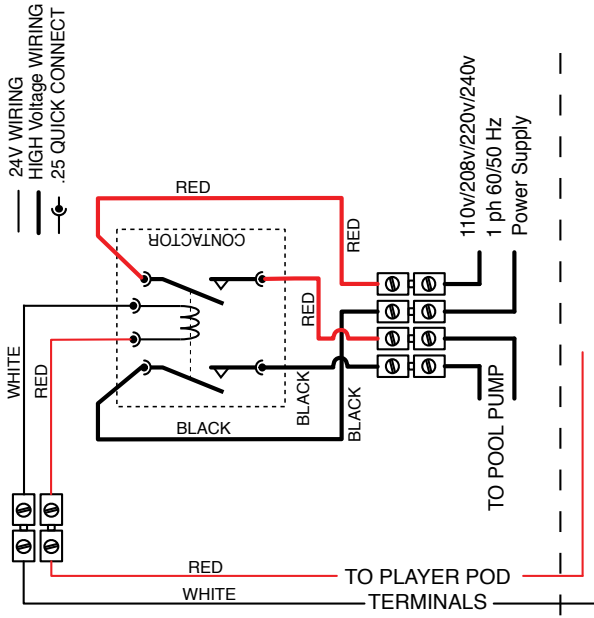 24V WIRING
HIGH Voltage WIRING
.25 QUICK CONNECT
RED
CONTACTOR
RED
RED
WHITE
RED
BLACK
BLACK
BLACK
110v/208v/220v/240v
1 ph 60/50 Hz
Power Supply
TO POOL PUMP
RED
TO PLAYER POD
WHITE
TERMINALS